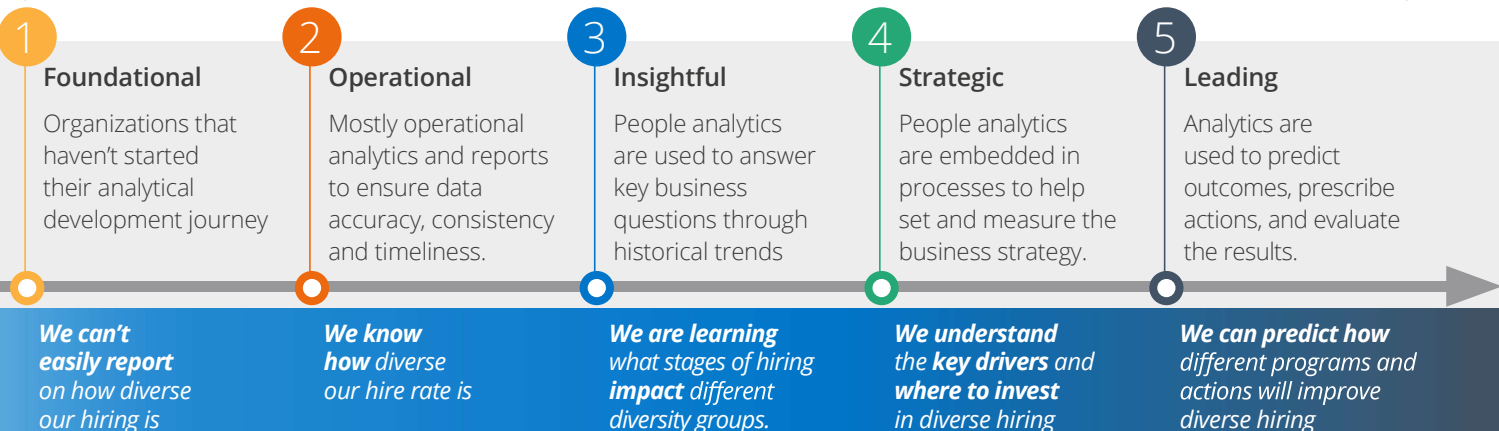 1
Foundational
Organizations that
haven't started
their analytical
development journey
2
Operational
Mostly operational
analytics and reports
to ensure data
accuracy, consistency
and timeliness.
3
Insightful
People analytics
are used to answer
key business
questions through
historical trends
4
Strategic
People analytics
are embedded in
processes to help
set and measure the
business strategy.
5
Leading
Analytics are
used to predict
outcomes, prescribe
actions, and evaluate
the results.
We can't
easily report
on how diverse
our hiring is
We know
how diverse
our hire rate is
We are learning
what stages of hiring
impact different
diversity groups.
We understand
the key drivers and
where to invest
in diverse hiring
We can predict how
different programs and
actions will improve
diverse hiring